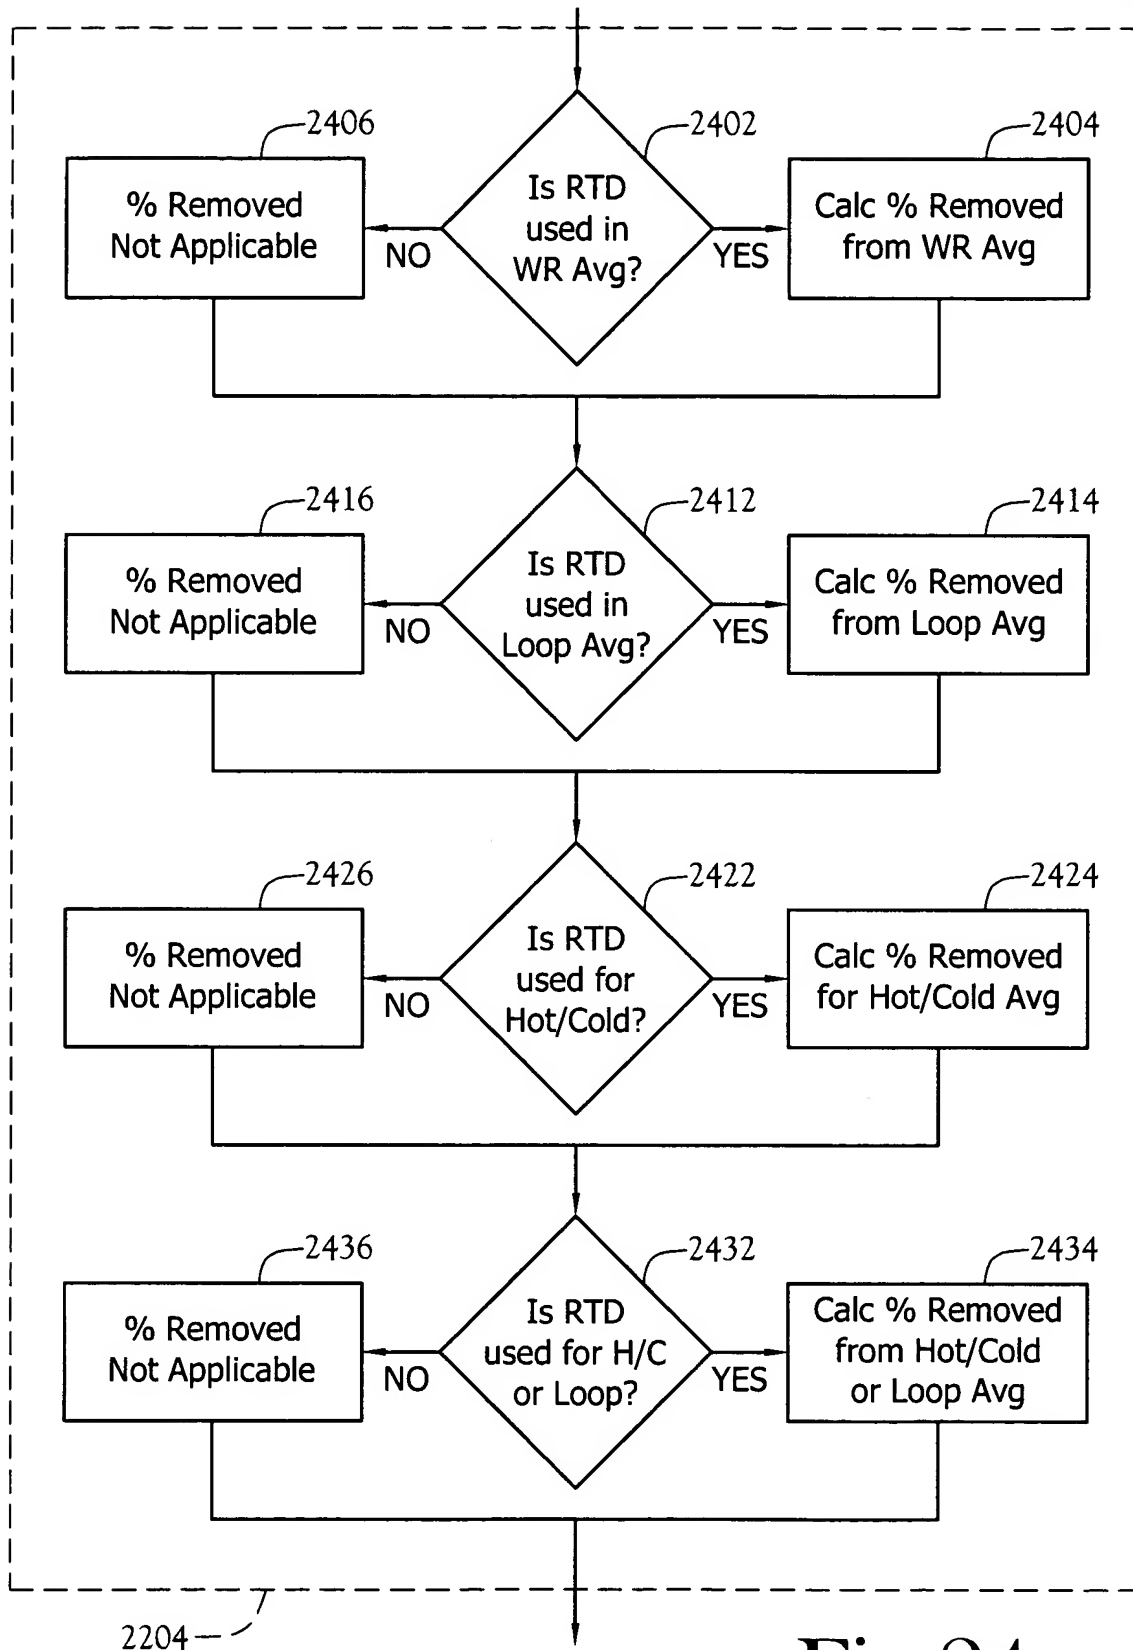 2406
2402
2404
% Removed
Not Applicable
NO
Is RTD
used in
WR Avg?
YES
Calc % Removed
from WR Avg
2416
2412
2414
% Removed
Not Applicable
NO
Is RTD
used in
Loop Avg?
YES
Calc % Removed
from Loop Avg
2426
2422
2424
% Removed
Not Applicable
NO
Is RTD
used for
Hot/Cold?
YES
Calc % Removed
for Hot/Cold Avg
2436
2432
2434
% Removed
Not Applicable
NO
Is RTD
used for H/C
or Loop?
YES
Calc % Removed
from Hot/Cold
or Loop Avg
2204
Fig. 24